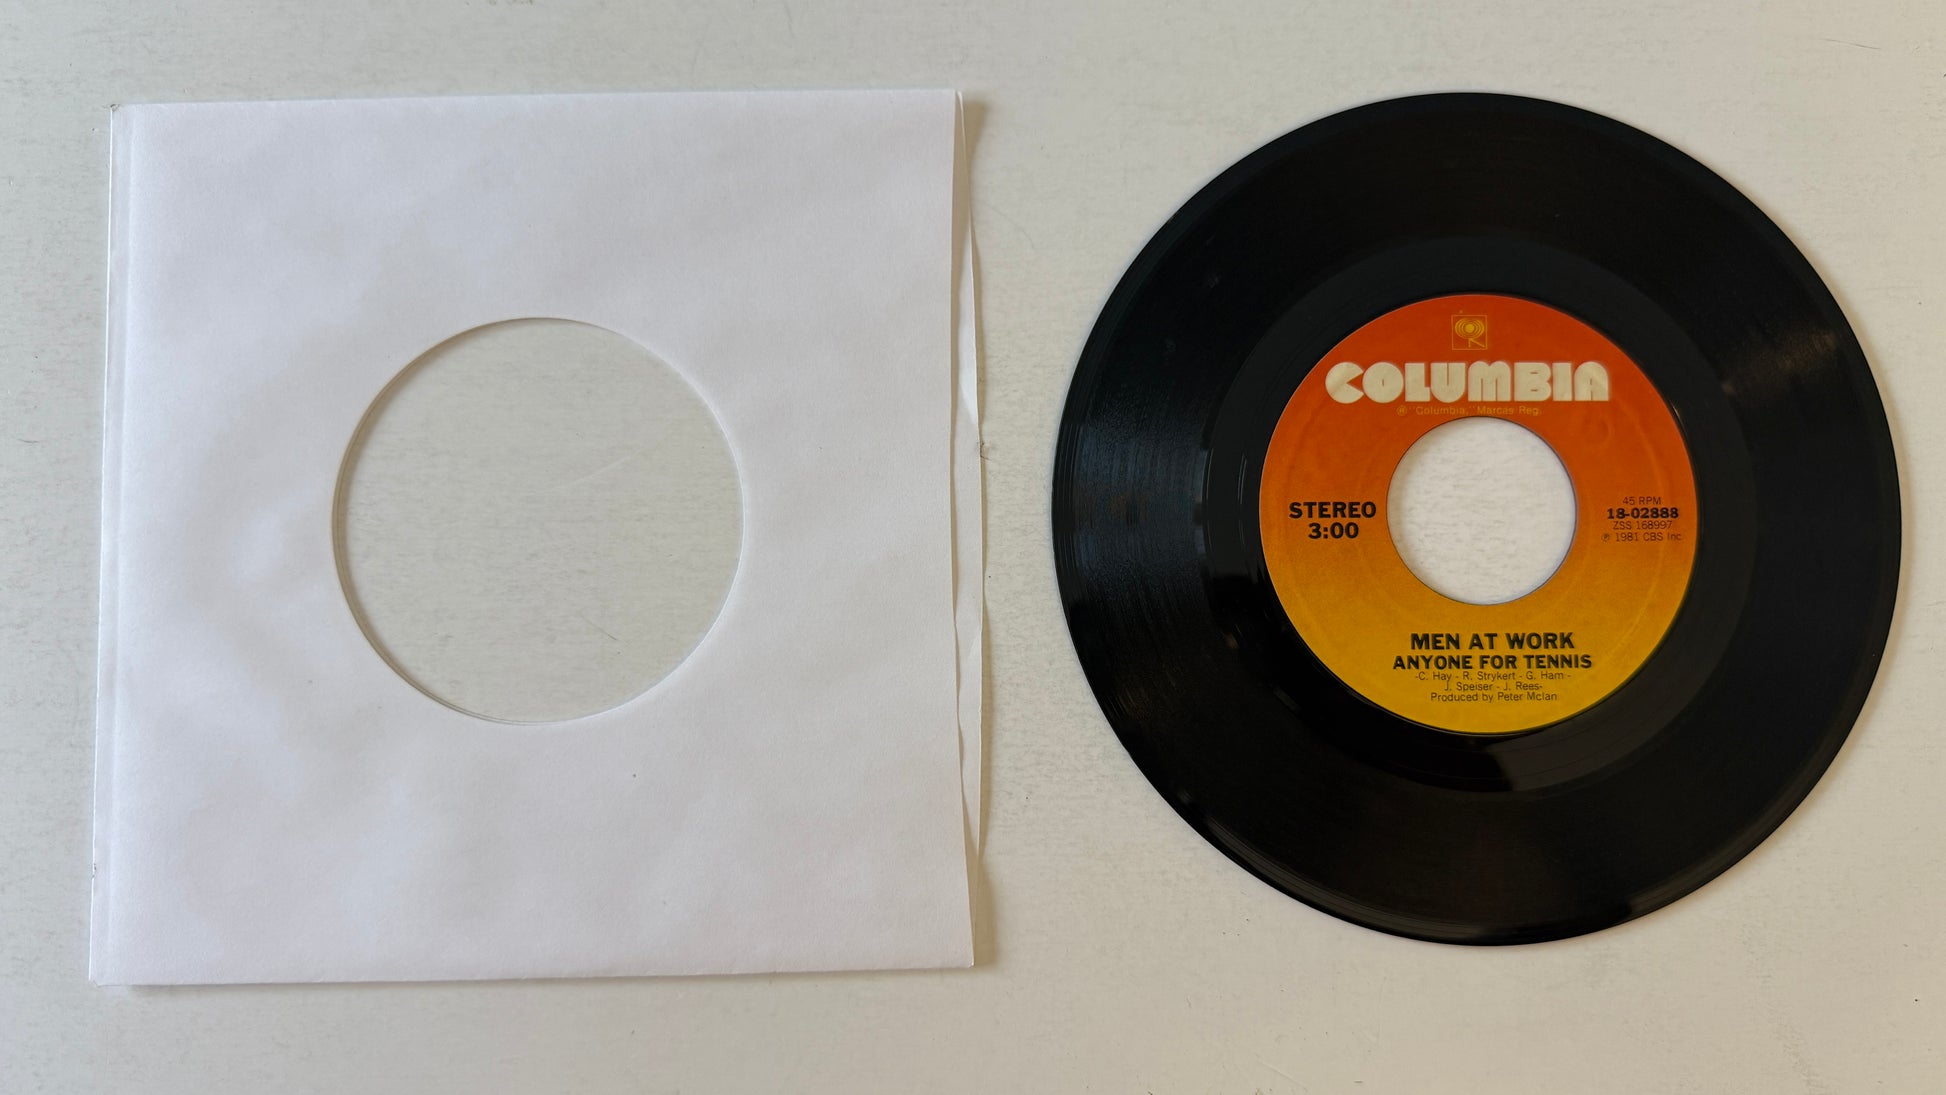 COLUMBIA
® "Columbia," Marcas Reg.
STEREO
3:00
45 RPM
18-02888
ZSS 168997
℗ 1981 CBS Inc.
MEN AT WORK
ANYONE FOR TENNIS
-C. Hay - R. Strykert - G. Ham -
J. Speiser - J. Rees-
Produced by Peter McIan